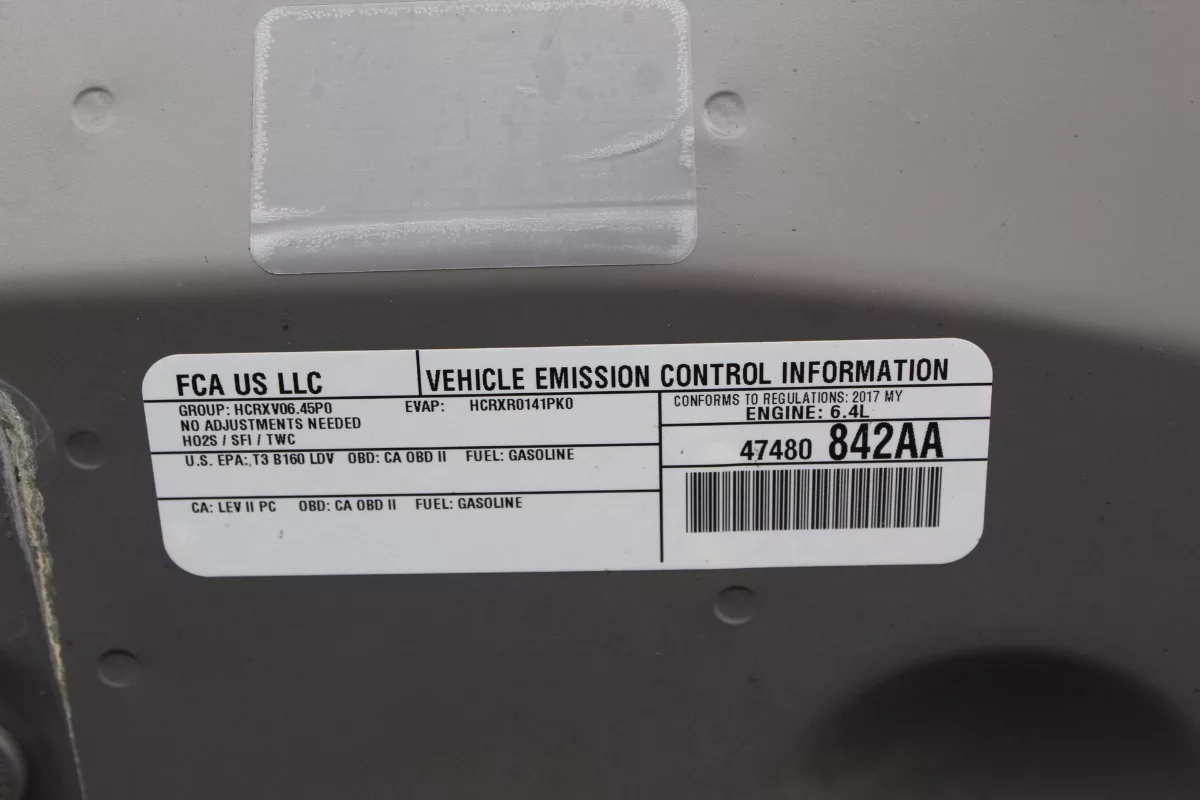 FCA US LLC
VEHICLE EMISSION CONTROL INFORMATION
GROUP: HCRXV06.45P0 EVAP: HCRXR0141PK0
NO ADJUSTMENTS NEEDED
HO2S / SFI / TWC
U.S. EPA: T3 B160 LDV OBD: CA OBD II FUEL: GASOLINE
CA: LEV II PC OBD: CA OBD II FUEL: GASOLINE
CONFORMS TO REGULATIONS: 2017 MY
ENGINE: 6.4L
47480 842AA